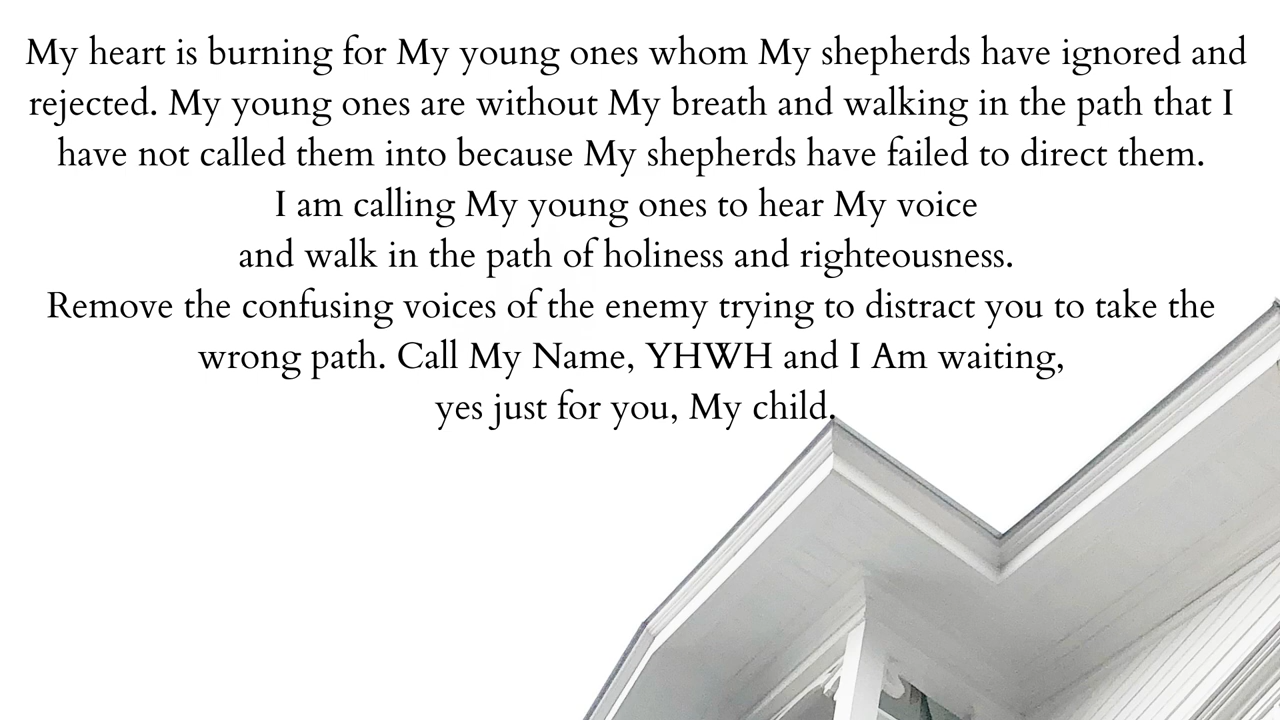 My heart is burning for My young ones whom My shepherds have ignored and
rejected. My young ones are without My breath and walking in the path that I
have not called them into because My shepherds have failed to direct them.
I am calling My young ones to hear My voice
and walk in the path of holiness and righteousness.
Remove the confusing voices of the enemy trying to distract you to take the
wrong path. Call My Name, YHWH and I Am waiting,
yes just for you, My child.